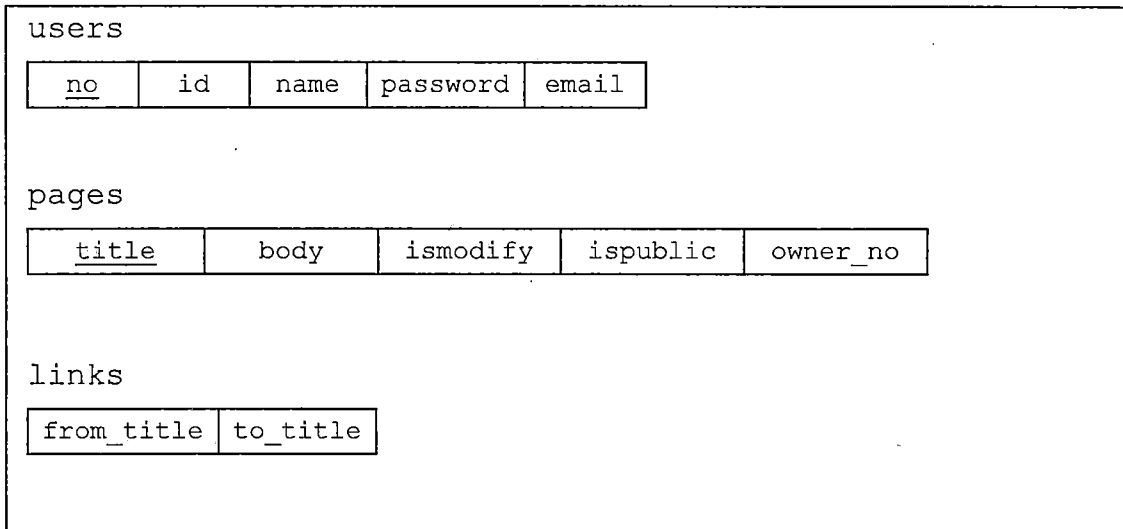 users
no id name password email
pages
title body ismodify ispublic owner_no
links
from_title to_title